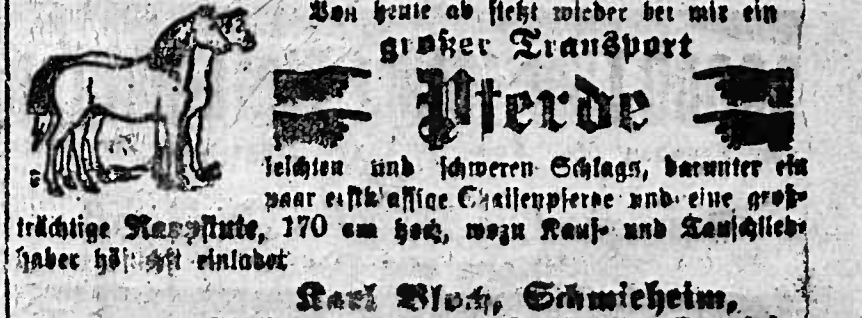 Von heute ab steht wieder bei mir ein
großer Transport
Pferde
leichten und schweren Schlags, darunter ein
paar erstklassige Chaisenpferde und eine groß-
trächtige Rappstute, 170 cm hoch, wozu Kauf- und Tauschlieb-
haber höflichst einladet
Karl Bloch, Schmieheim,